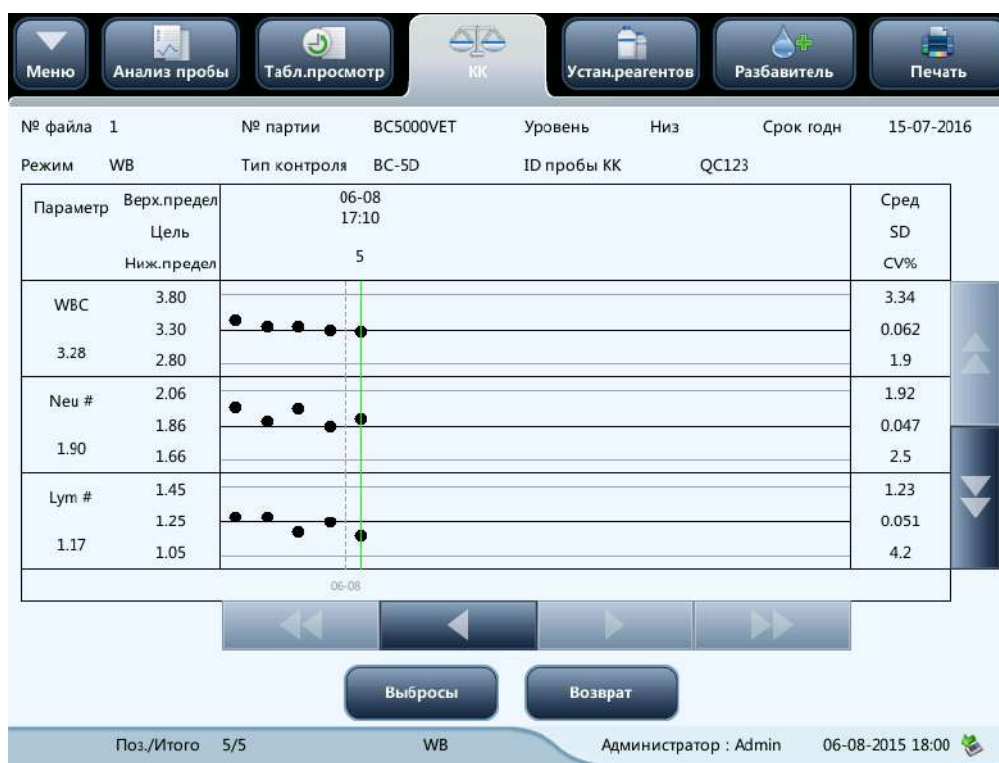 Меню Анализ пробы Табл.просмотр КК Устан.реагентов Разбавитель Печать
№ файла 1 № партии BC5000VET Уровень Низ Срок годн 15-07-2016
Режим WB Тип контроля BC-5D ID пробы КК QC123
Параметр Верх.предел 06-08 Сред
Цель 17:10 SD
Ниж.предел 5 CV%
WBC 3.80 3.34
3.30 0.062
3.28 2.80 1.9
Neu # 2.06 1.92
1.86 0.047
1.90 1.66 2.5
Lym # 1.45 1.23
1.25 0.051
1.17 1.05 4.2
06-08
Выбросы Возврат
Поз./Итого 5/5 WB Администратор : Admin 06-08-2015 18:00